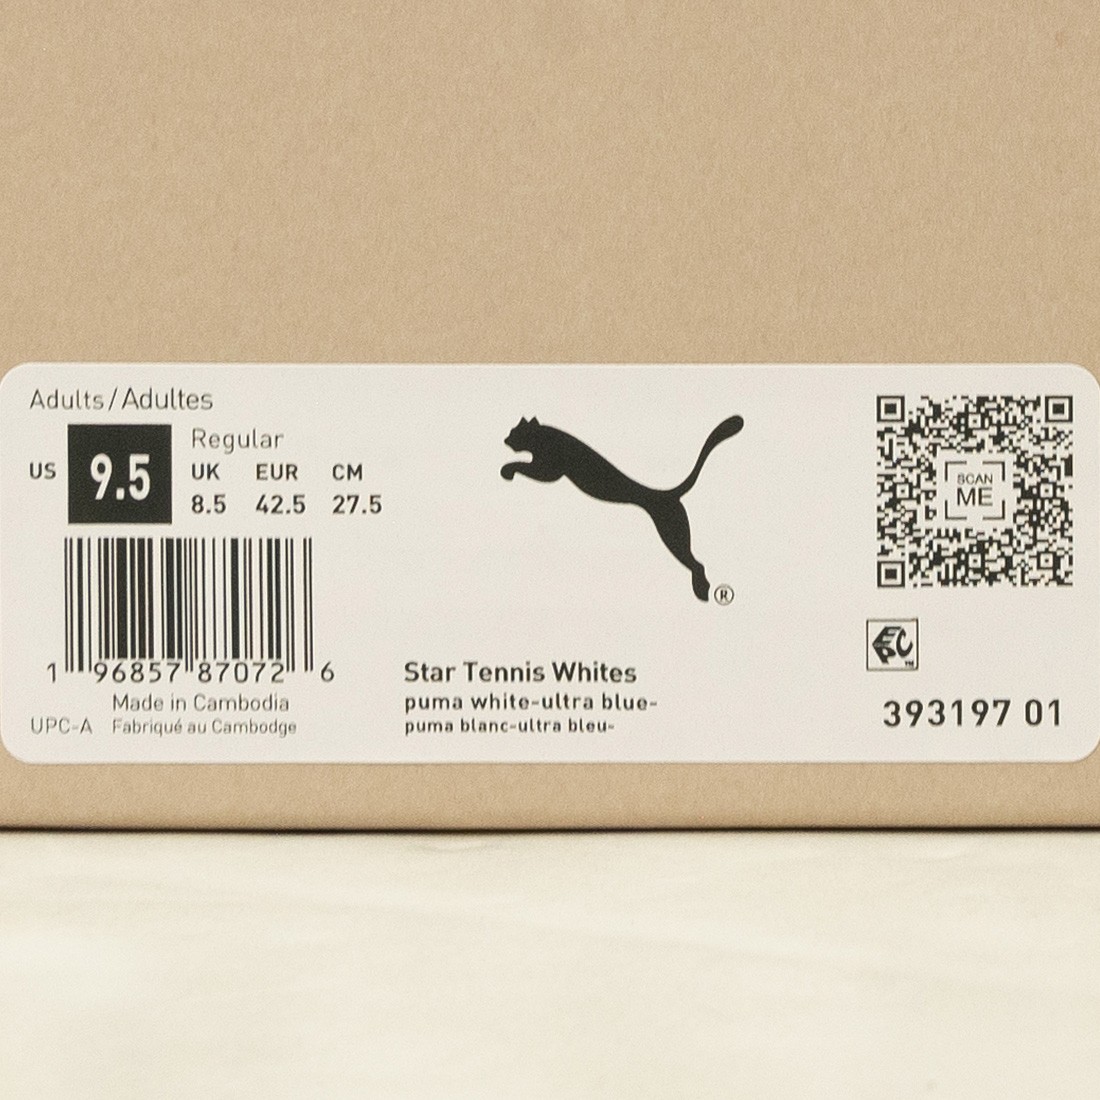 Adults/Adultes
US 9.5
Regular
UK EUR CM
8.5 42.5 27.5
1 96857 87072 6
Made in Cambodia
UPC-A Fabriqué au Cambodge
®
Star Tennis Whites
puma white-ultra blue-
puma blanc-ultra bleu-
SCAN
ME
EPC™
393197 01